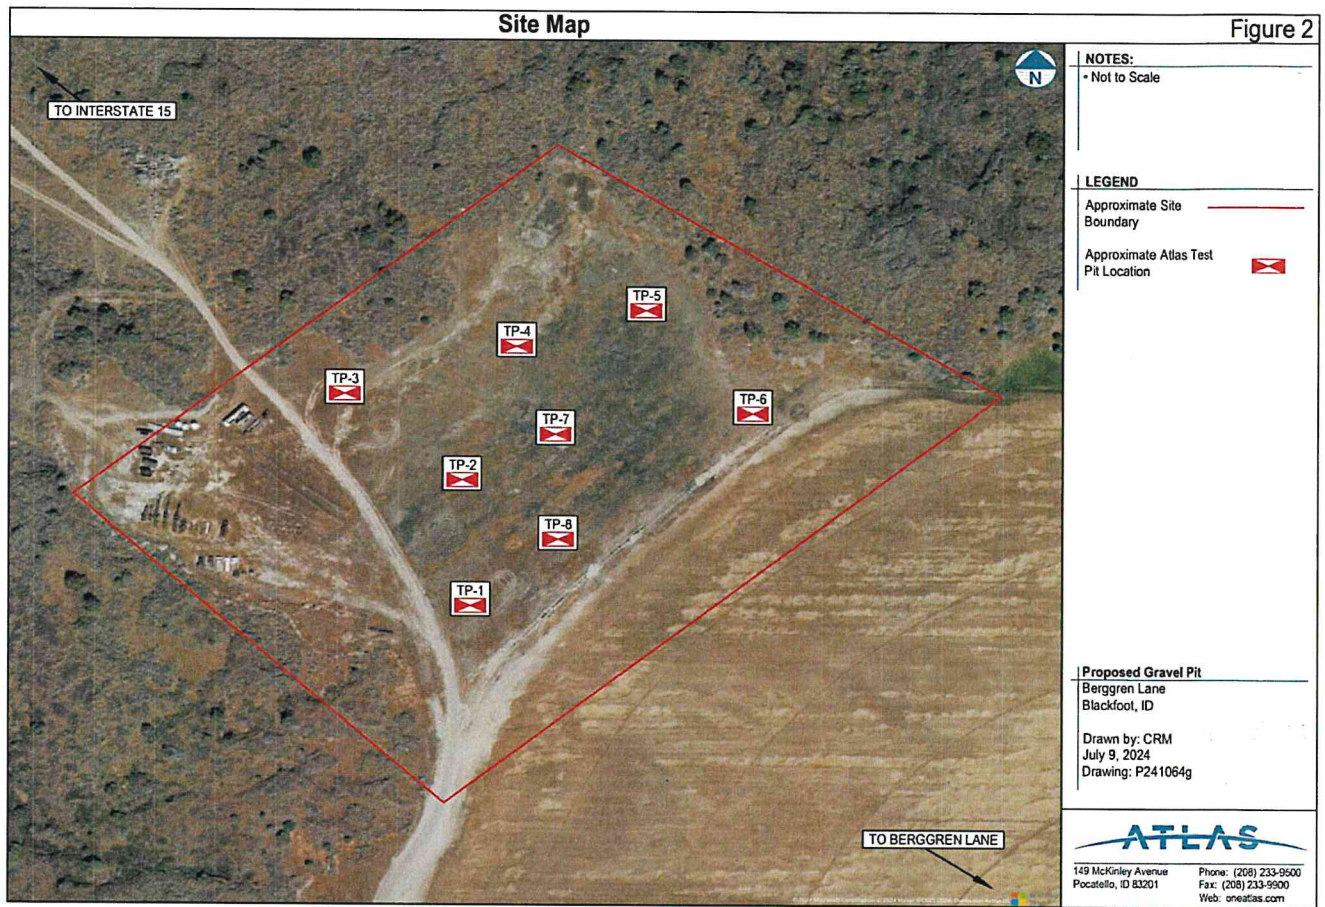 Site Map
Figure 2
TO INTERSTATE 15
N
NOTES:
• Not to Scale
LEGEND
Approximate Site
Boundary
Approximate Atlas Test
Pit Location
TP-5
TP-4
TP-3
TP-6
TP-7
TP-2
TP-8
TP-1
TO BERGGREN LANE
Proposed Gravel Pit
Berggren Lane
Blackfoot, ID
Drawn by: CRM
July 9, 2024
Drawing: P241064g
ATLAS
149 McKinley Avenue
Pocatello, ID 83201
Phone: (208) 233-9500
Fax: (208) 233-9900
Web: oneatlas.com